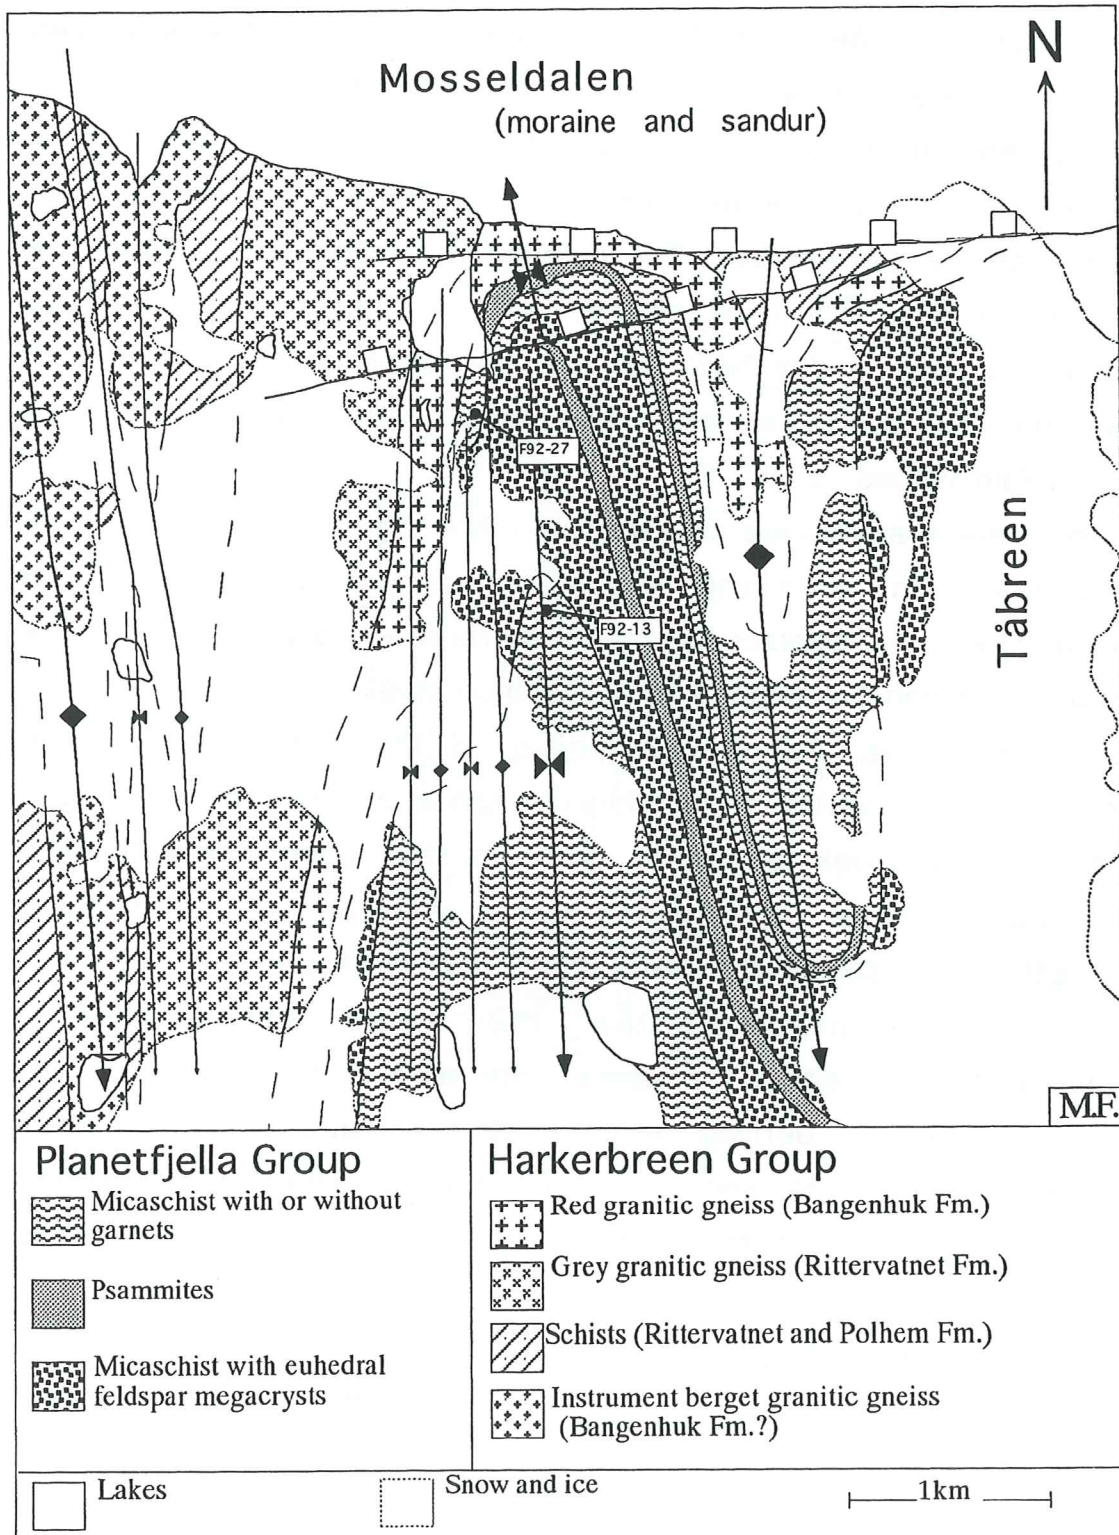 N
Mosseldalen
(moraine and sandur)
F92-27
F92-13
Tåbreen
M.F.
Planetfjella Group
Micaschist with or without
garnets
Psammites
Micaschist with euhedral
feldspar megacrysts
Harkerbreen Group
Red granitic gneiss (Bangenhuk Fm.)
Grey granitic gneiss (Rittervatnet Fm.)
Schists (Rittervatnet and Polhem Fm.)
Instrument berget granitic gneiss
(Bangenhuk Fm.?)
Lakes
Snow and ice
1km